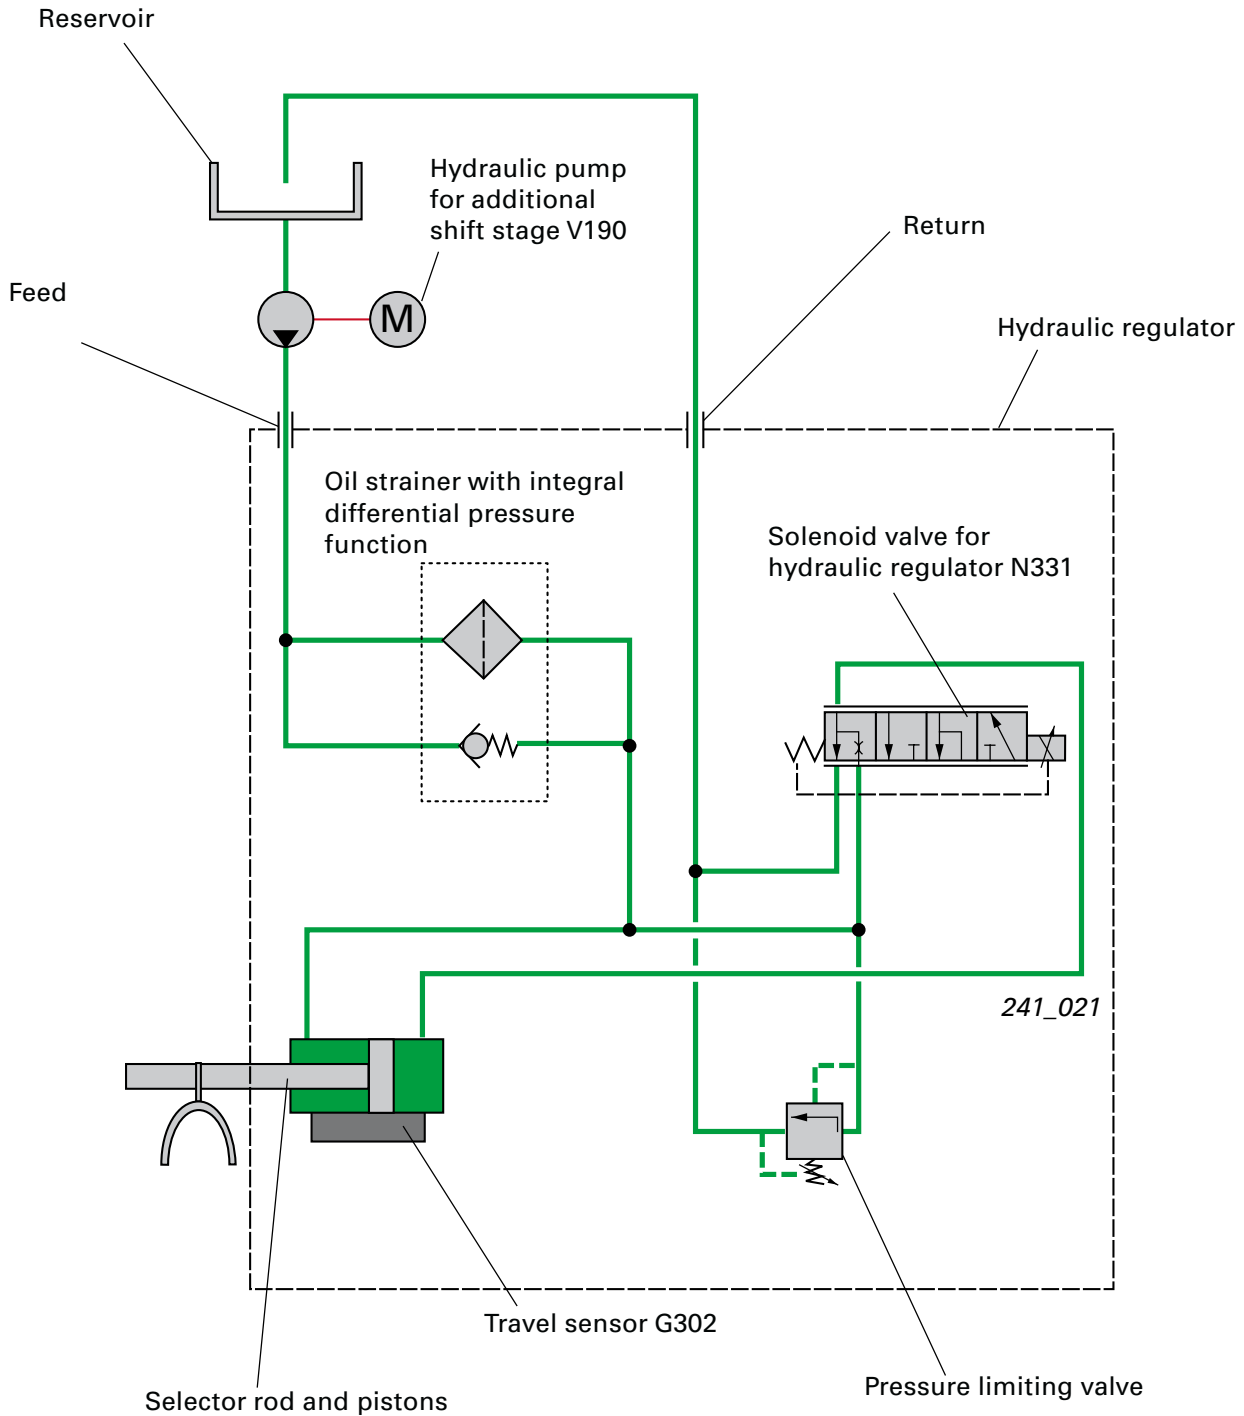 Reservoir
Hydraulic pump
for additional
shift stage V190
Return
Feed
M
Hydraulic regulator
Oil strainer with integral
differential pressure
function
Solenoid valve for
hydraulic regulator N331
241_021
Travel sensor G302
Pressure limiting valve
Selector rod and pistons